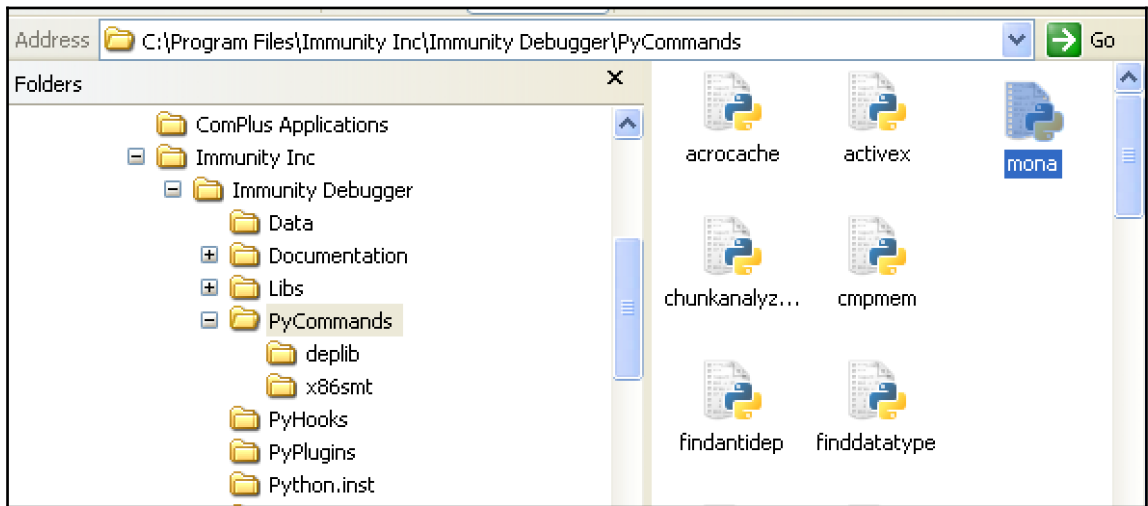 Address C:\Program Files\Immunity Inc\Immunity Debugger\PyCommands Go
Folders x
ComPlus Applications
Immunity Inc
Immunity Debugger
Data
Documentation
Libs
PyCommands
deplib
x86smt
PyHooks
PyPlugins
Python.inst
acrocache activex mona
chunkanalyz... cmpmem
findantidep finddatatype